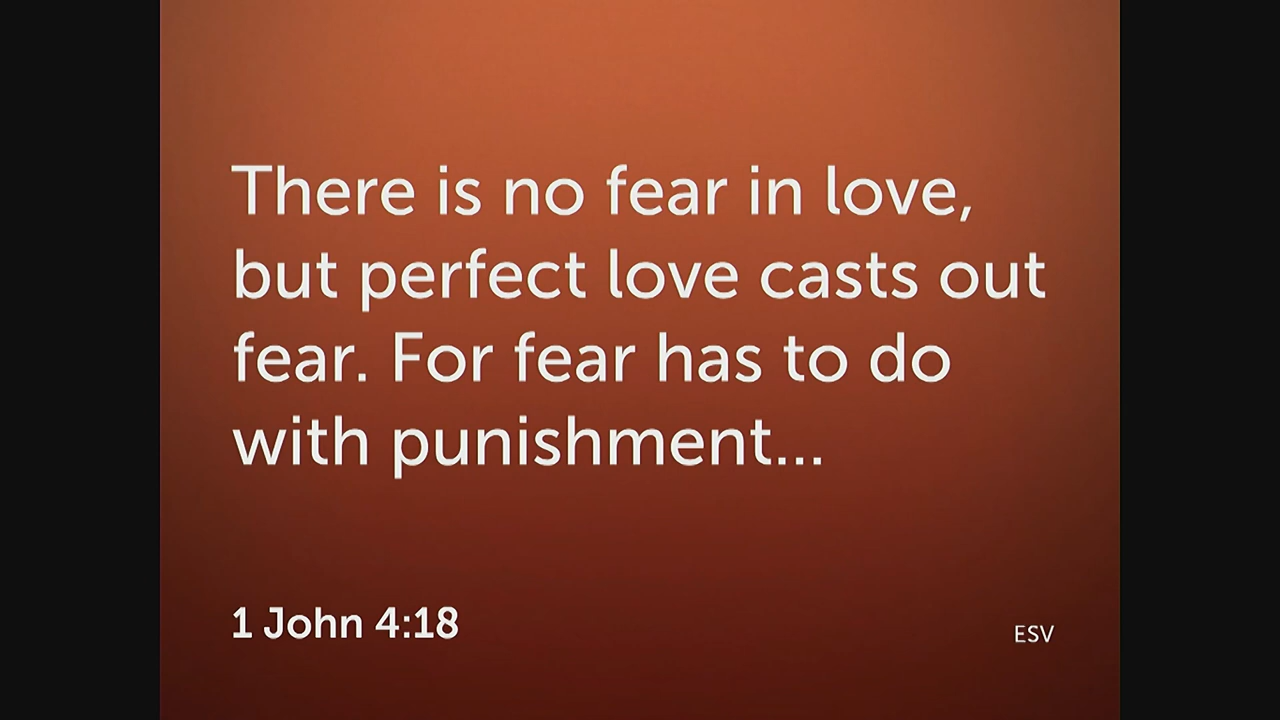 There is no fear in love,
but perfect love casts out
fear. For fear has to do
with punishment...
1 John 4:18
ESV